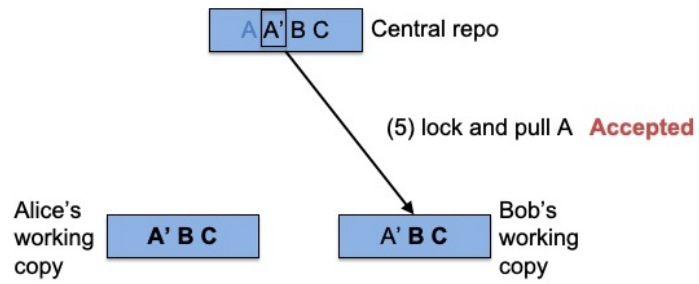 A A' B C Central repo
(5) lock and pull A Accepted
Alice's
working
copy
A' B C
A' B C
Bob's
working
copy